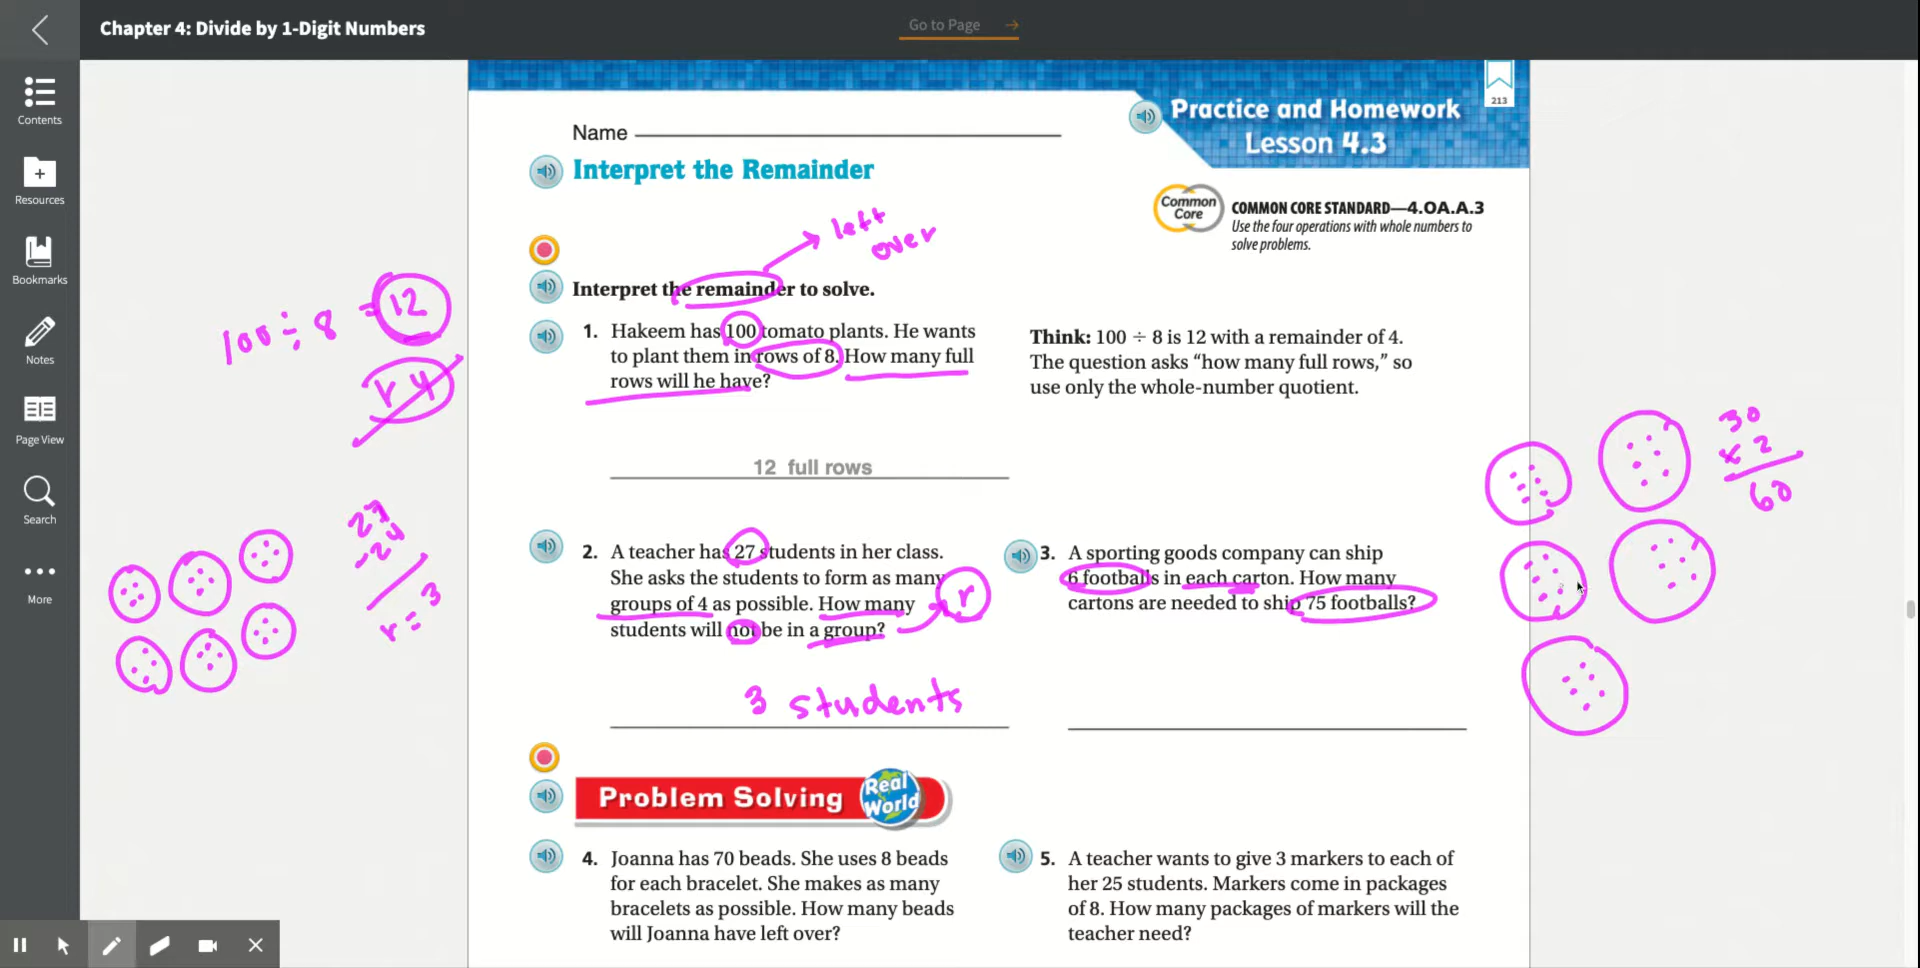 Chapter 4: Divide by 1-Digit Numbers
Go to Page →
Contents
Resources
Bookmarks
Notes
Page View
Search
More
213
Practice and Homework
Lesson 4.3
Name
Interpret the Remainder
Common
Core
COMMON CORE STANDARD—4.OA.A.3
Use the four operations with whole numbers to
solve problems.
left
over
Interpret the remainder to solve.
1. Hakeem has 100 tomato plants. He wants
to plant them in rows of 8. How many full
rows will he have?
Think: 100 ÷ 8 is 12 with a remainder of 4.
The question asks “how many full rows,” so
use only the whole-number quotient.
100 ÷ 8 = 12
r 4
12 full rows
2. A teacher has 27 students in her class.
She asks the students to form as many
groups of 4 as possible. How many
students will not be in a group?
r
27
-24
r = 3
3 students
3. A sporting goods company can ship
6 footballs in each carton. How many
cartons are needed to ship 75 footballs?
30
x 2
60
Problem Solving
Real
World
4. Joanna has 70 beads. She uses 8 beads
for each bracelet. She makes as many
bracelets as possible. How many beads
will Joanna have left over?
5. A teacher wants to give 3 markers to each of
her 25 students. Markers come in packages
of 8. How many packages of markers will the
teacher need?